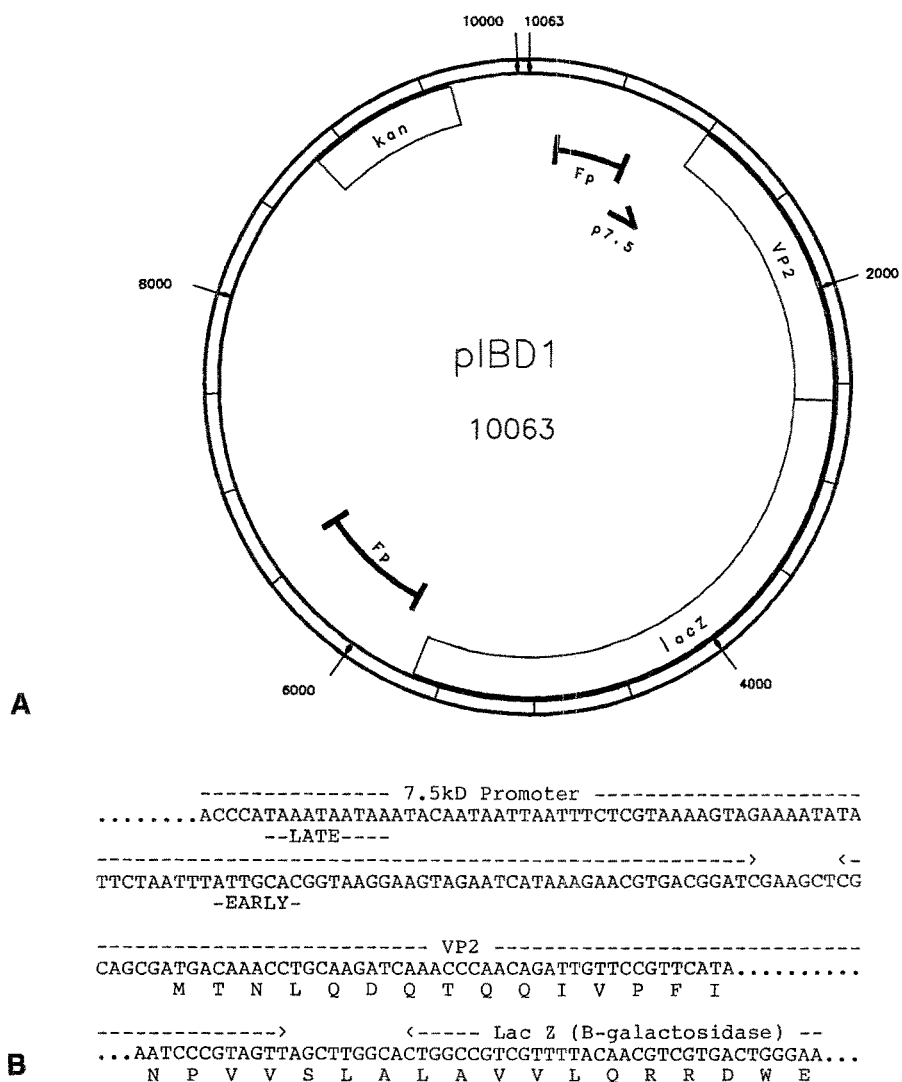 10000 10063
kan
Fp
p7.5
VP2
2000
8000
pIBD1
10063
Fp
lacZ
6000
4000
A
--------------- 7.5kD Promoter ---------------------
........ACCCATAAATAATAAATACAATAATTAATTTCTCGTAAAAGTAGAAAATATA
--LATE----
-------------------------------------------------> <-
TTCTAATTTATTGCACGGTAAGGAAGTAGAATCATAAAGAACGTGACGGATCGAAGCTCG
-EARLY-
-------------------------- VP2 -----------------------------
CAGCGATGACAAACCTGCAAGATCAAACCCAACAGATTGTTCCGTTCATA..........
M T N L Q D Q T Q Q I V P F I
--------------> <----- Lac Z (B-galactosidase) --
...AATCCCGTAGTTAGCTTGGCACTGGCCGTCGTTTTACAACGTCGTGACTGGGAA...
B
N P V V S L A L A V V L Q R R D W E